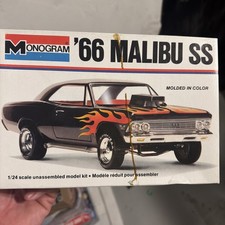 MONOGRAM
'66 MALIBU SS
MOLDED IN COLOR
1/24 scale unassembled model kit • Modèle réduit pour assembler